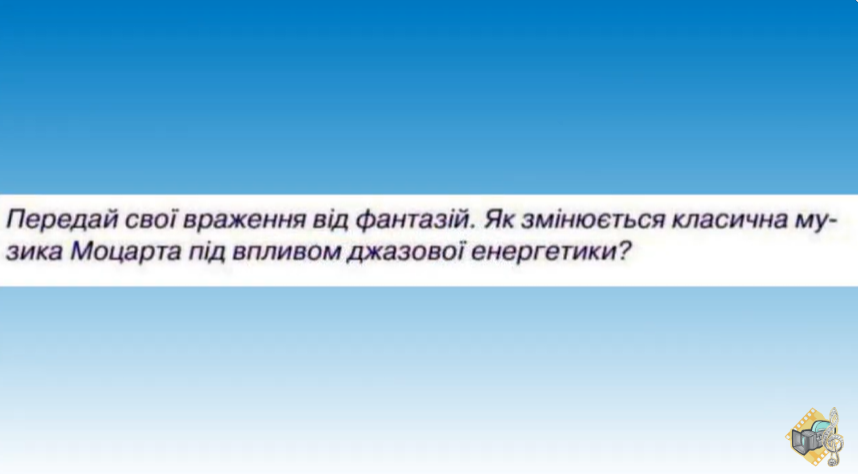 Передай свої враження від фантазій. Як змінюється класична му-
зика Моцарта під впливом джазової енергетики?